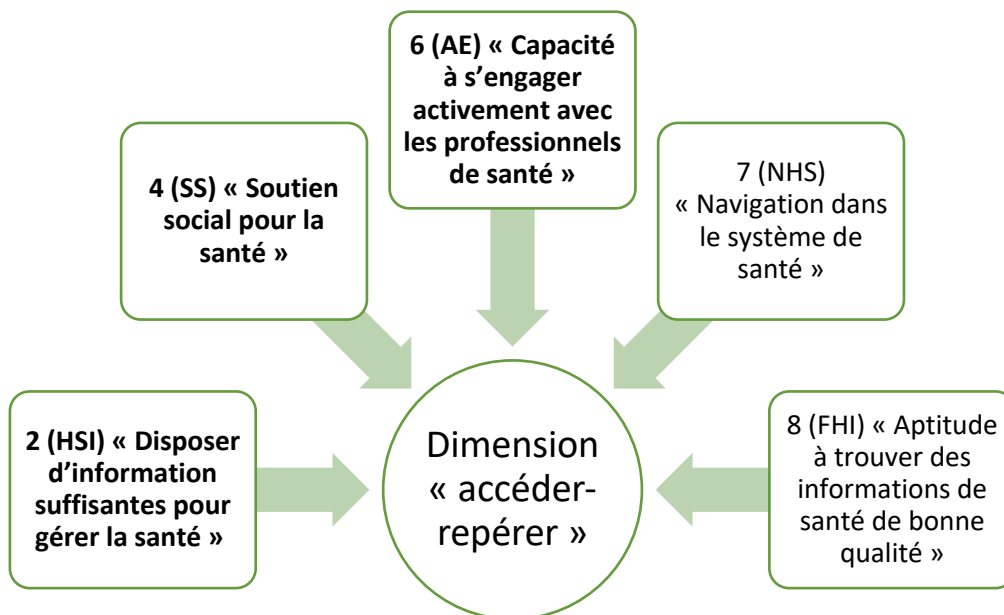 6 (AE) « Capacité
à s’engager
activement avec
les professionnels
de santé »
4 (SS) « Soutien
social pour la
santé »
7 (NHS)
« Navigation dans
le système de
santé »
2 (HSI) « Disposer
d’information
suffisantes pour
gérer la santé »
Dimension
« accéder-
repérer »
8 (FHI) « Aptitude
à trouver des
informations de
santé de bonne
qualité »